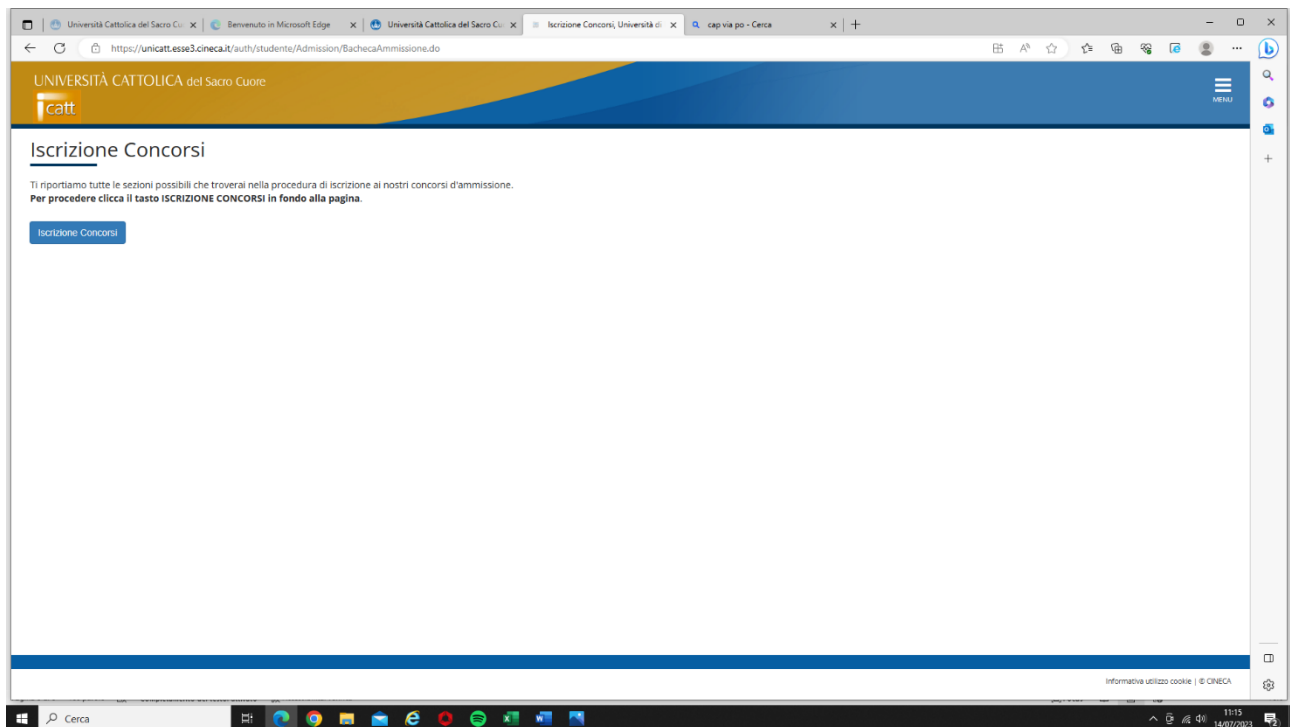 Università Cattolica del Sacro Cu
Benvenuto in Microsoft Edge
Università Cattolica del Sacro Cu
Iscrizione Concorsi, Università di
cap via po - Cerca
https://unicatt.esse3.cineca.it/auth/studente/Admission/BachecaAmmissione.do
UNIVERSITÀ CATTOLICA del Sacro Cuore
icatt
MENU
Iscrizione Concorsi
Ti riportiamo tutte le sezioni possibili che troverai nella procedura di iscrizione ai nostri concorsi d'ammissione.
Per procedere clicca il tasto ISCRIZIONE CONCORSI in fondo alla pagina.
Iscrizione Concorsi
Informativa utilizzo cookie | © CINECA
Cerca
11:15
14/07/2023